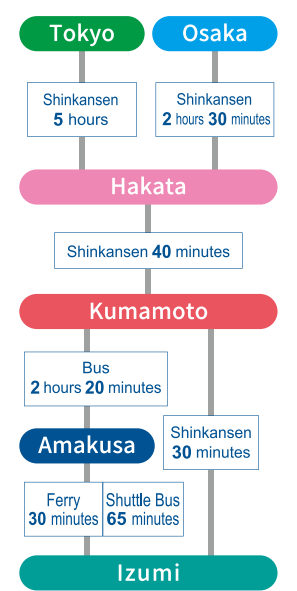 Tokyo
Osaka
Shinkansen
5 hours
Shinkansen
2 hours 30 minutes
Hakata
Shinkansen 40 minutes
Kumamoto
Bus
2 hours 20 minutes
Shinkansen
30 minutes
Amakusa
Ferry
30 minutes
Shuttle Bus
65 minutes
Izumi